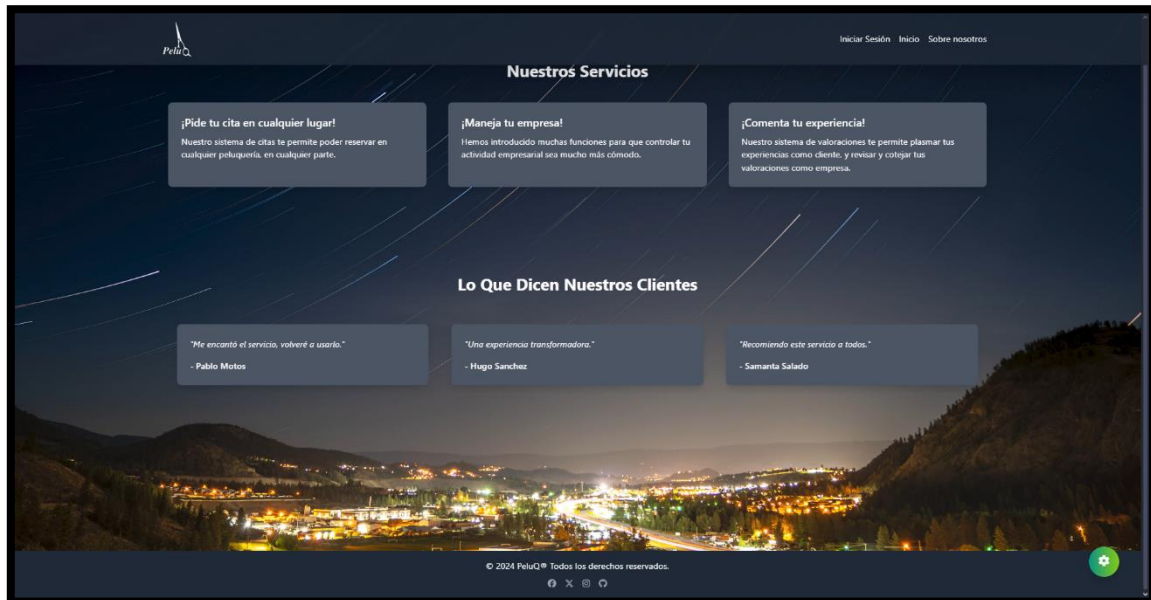 PeluQ
Iniciar Sesión Inicio Sobre nosotros
Nuestros Servicios
¡Pide tu cita en cualquier lugar!
Nuestro sistema de citas te permite poder reservar en
cualquier peluquería, en cualquier parte.
¡Maneja tu empresa!
Hemos introducido muchas funciones para que controlar tu
actividad empresarial sea mucho más cómodo.
¡Comenta tu experiencia!
Nuestro sistema de valoraciones te permite plasmar tus
experiencias como cliente, y revisar y cotejar tus
valoraciones como empresa.
Lo Que Dicen Nuestros Clientes
"Me encantó el servicio, volveré a usarlo."
- Pablo Motos
"Una experiencia transformadora."
- Hugo Sanchez
"Recomiendo este servicio a todos."
- Samanta Salado
© 2024 PeluQ® Todos los derechos reservados.